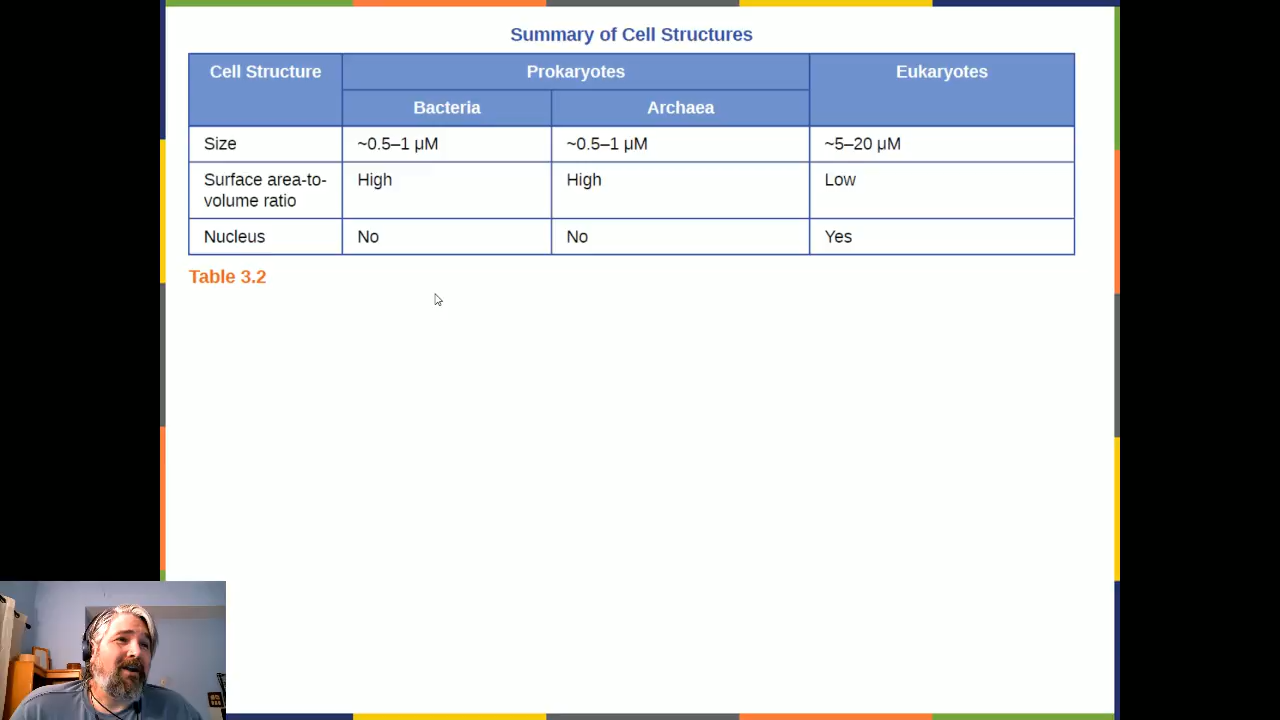 Summary of Cell Structures
Cell Structure Prokaryotes Eukaryotes
Bacteria Archaea
Size ~0.5–1 μM ~0.5–1 μM ~5–20 μM
Surface area-to- High High Low
volume ratio
Nucleus No No Yes
Table 3.2